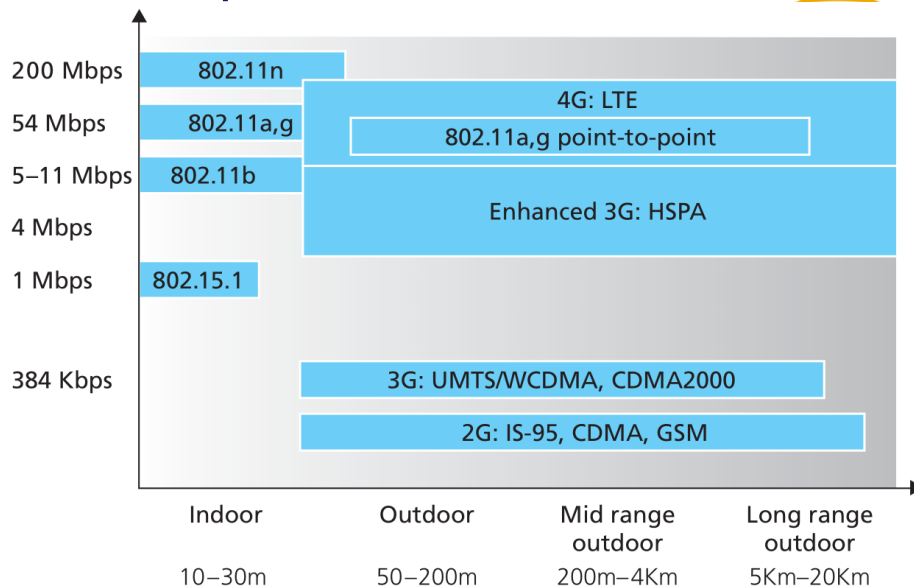 200 Mbps
802.11n
4G: LTE
54 Mbps
802.11a,g
802.11a,g point-to-point
5–11 Mbps
802.11b
Enhanced 3G: HSPA
4 Mbps
1 Mbps
802.15.1
384 Kbps
3G: UMTS/WCDMA, CDMA2000
2G: IS-95, CDMA, GSM
Indoor
Outdoor
Mid range
outdoor
Long range
outdoor
10–30m
50–200m
200m–4Km
5Km–20Km